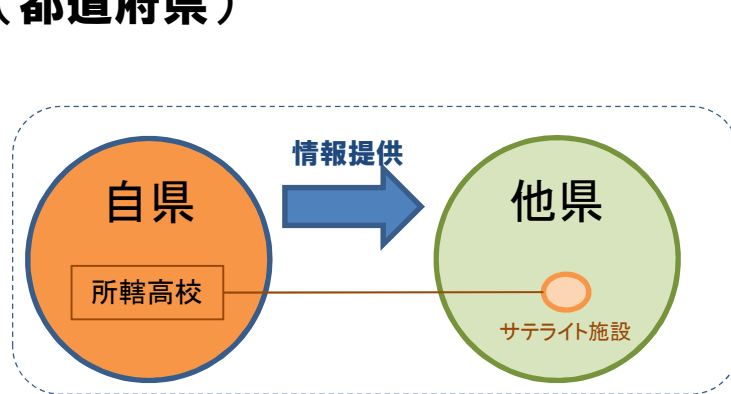 （都道府県）
情報提供
自県
他県
所轄高校
サテライト施設